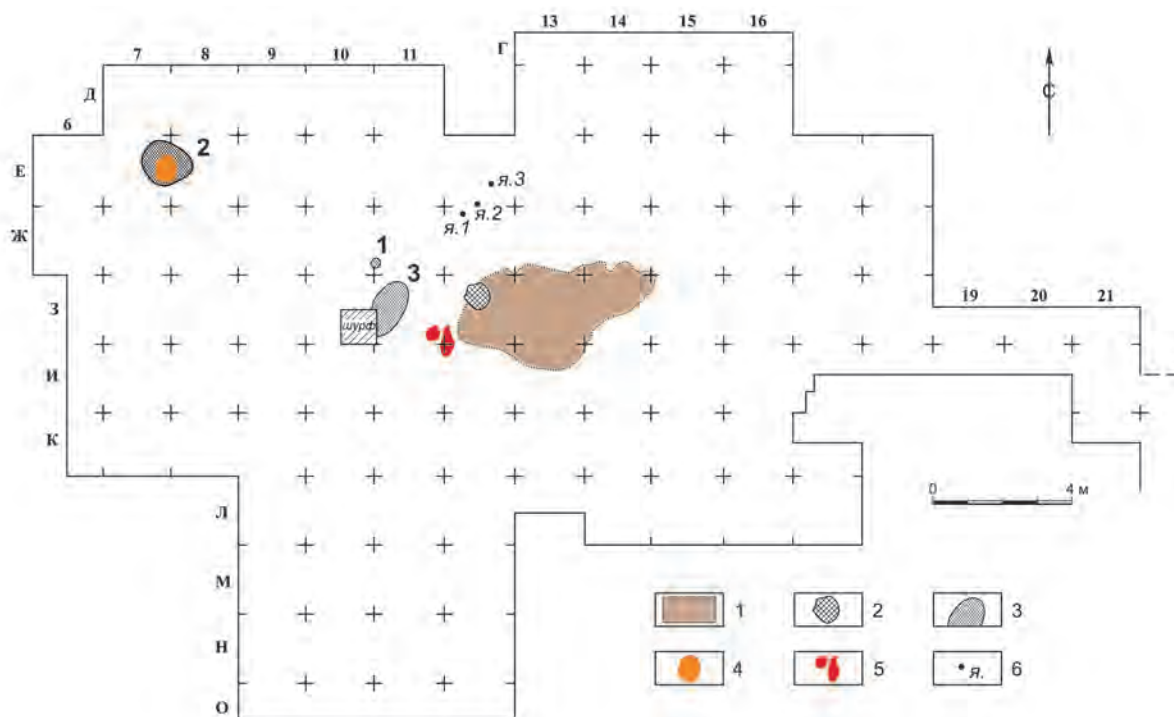 13 14 15 16
Г
7 8 9 10 11
С
Д
6
2
Е
я.3
я.2
я.1
Ж
1
3
З
шурф
19 20 21
И
К
0 4 м
Л
М
1 2 3
Н
4 5 я. 6
О